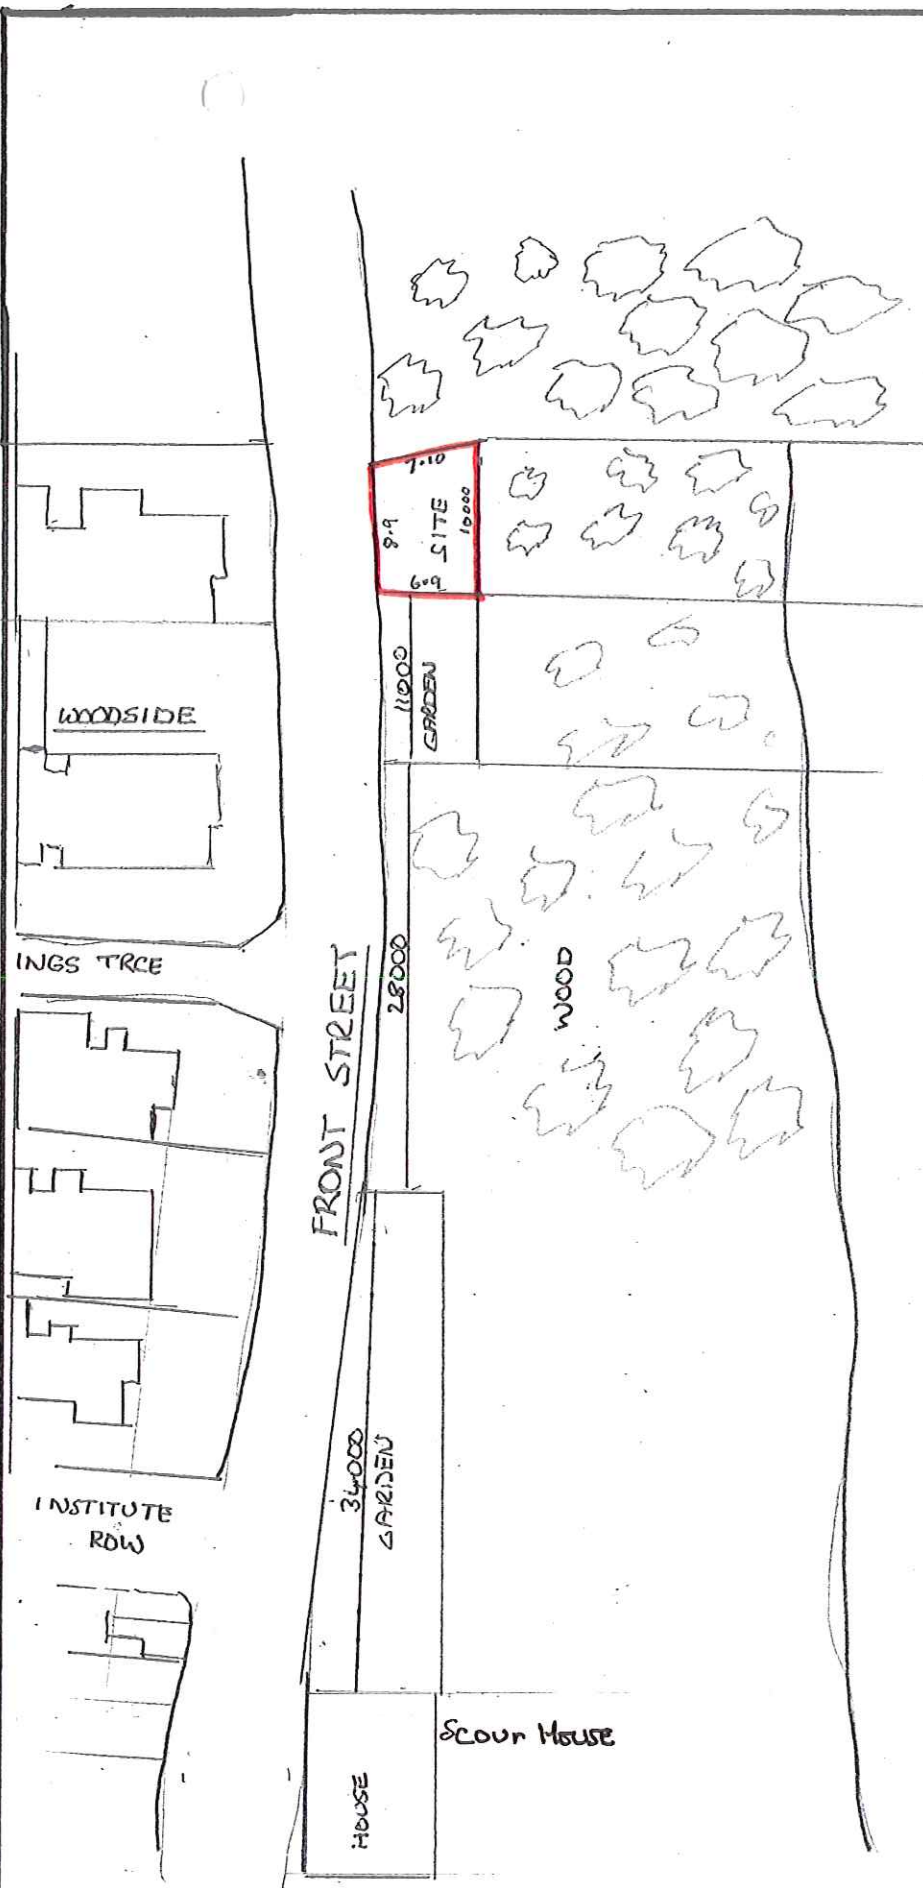 7.10
8.9
SITE
10000
6.9
11000
GARDEN
WOODSIDE
INGS TRCE
28000
WOOD
FRONT STREET
34000
GARDEN
INSTITUTE
ROW
Scour House
HOUSE